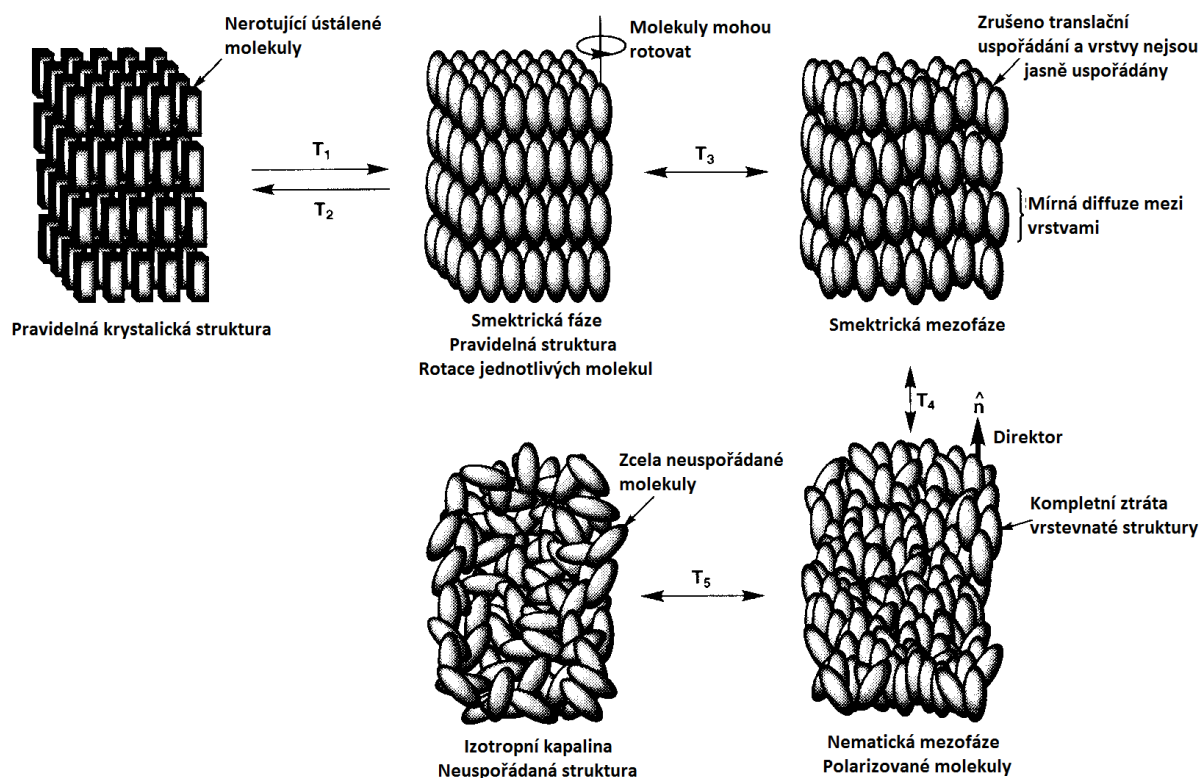 Nerotující ústálené
molekuly
Molekuly mohou
rotovat
Zrušeno translační
uspořádání a vrstvy nejsou
jasně uspořádány
T₁
T₂
T₃
Mírná diffuze mezi
vrstvami
Pravidelná krystalická struktura
Smektrická fáze
Pravidelná struktura
Rotace jednotlivých molekul
Smektrická mezofáze
T₄
n̂
Direktor
Zcela neuspořádané
molekuly
Kompletní ztráta
vrstevnaté struktury
T₅
Izotropní kapalina
Neuspořádaná struktura
Nematická mezofáze
Polarizované molekuly